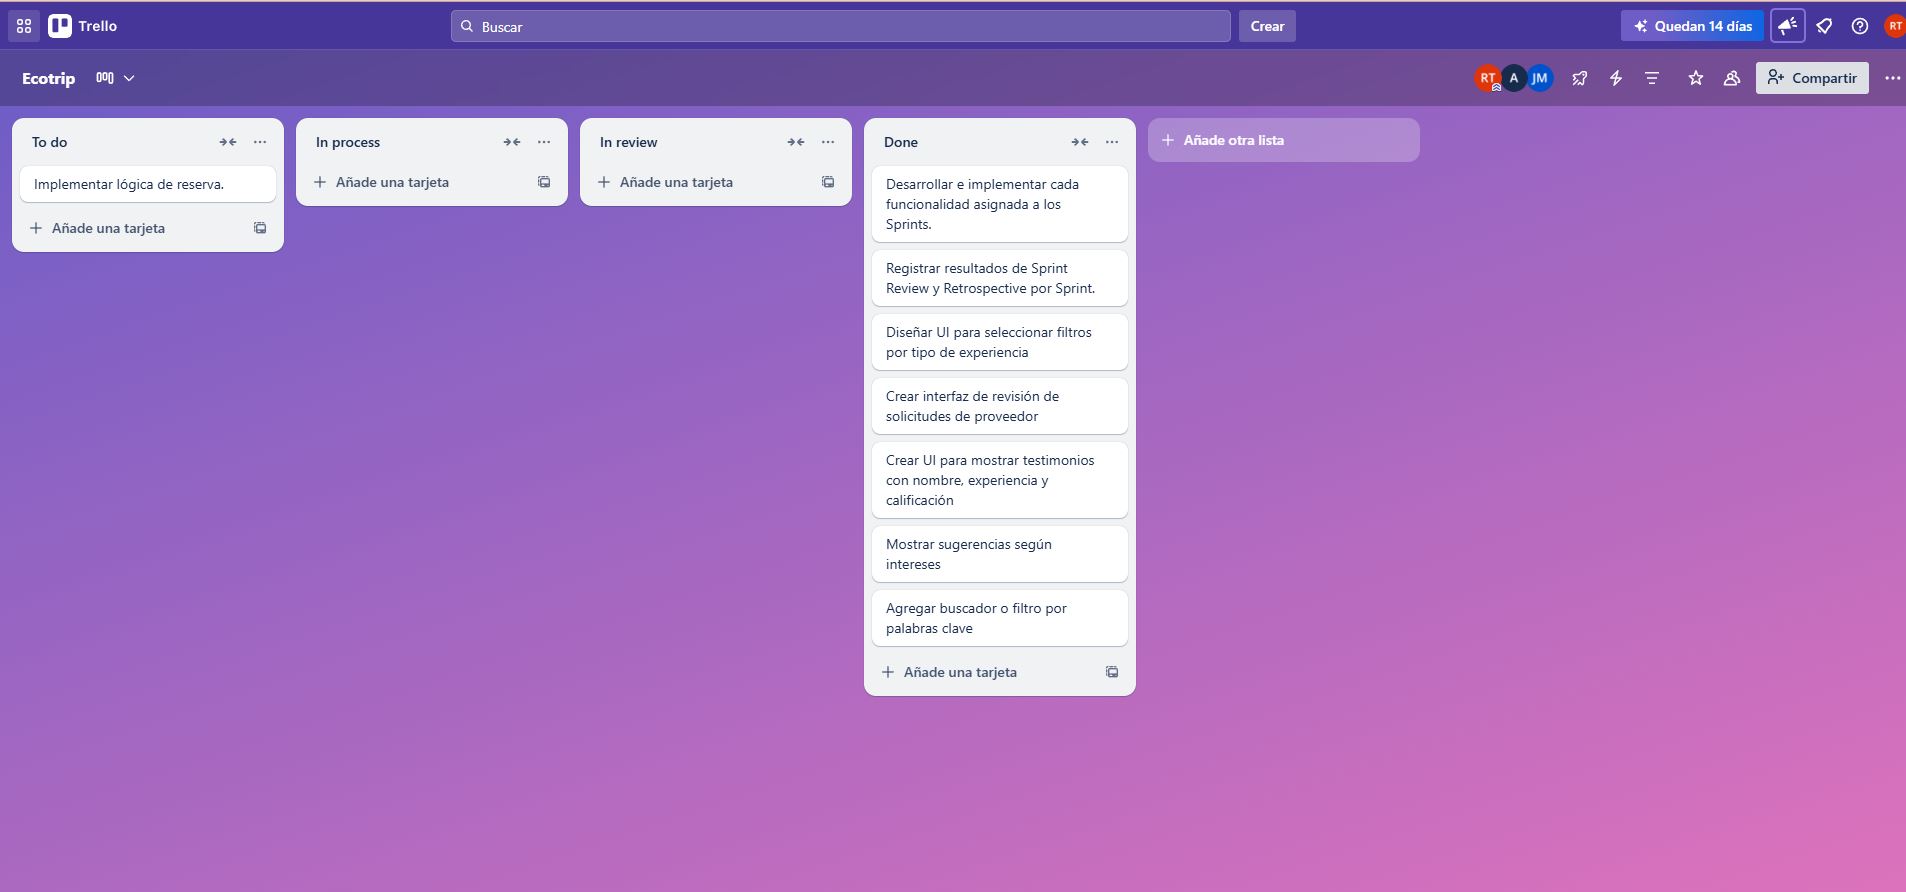 Trello
Buscar
Crear
Quedan 14 días
RT
Ecotrip
RT
A
JM
Compartir
To do
Implementar lógica de reserva.
Añade una tarjeta
In process
Añade una tarjeta
In review
Añade una tarjeta
Done
Desarrollar e implementar cada
funcionalidad asignada a los
Sprints.
Registrar resultados de Sprint
Review y Retrospective por Sprint.
Diseñar UI para seleccionar filtros
por tipo de experiencia
Crear interfaz de revisión de
solicitudes de proveedor
Crear UI para mostrar testimonios
con nombre, experiencia y
calificación
Mostrar sugerencias según
intereses
Agregar buscador o filtro por
palabras clave
Añade una tarjeta
Añade otra lista